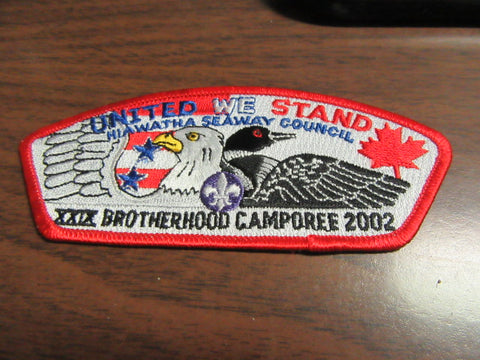 UNITED WE STAND
HIAWATHA SEAWAY COUNCIL
XXIX BROTHERHOOD CAMPOREE 2002